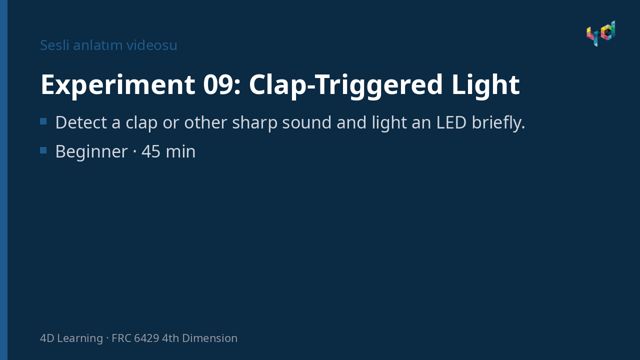 Sesli anlatım videosu
4d
Experiment 09: Clap-Triggered Light
Detect a clap or other sharp sound and light an LED briefly.
Beginner · 45 min
4D Learning · FRC 6429 4th Dimension